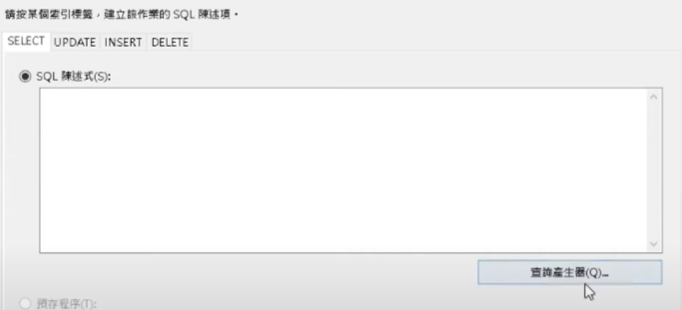 請按某個索引標籤，建立該作業的 SQL 陳述項。
SELECT UPDATE INSERT DELETE
SQL 陳述式(S):
查詢產生器(Q)...
預存程序(T):